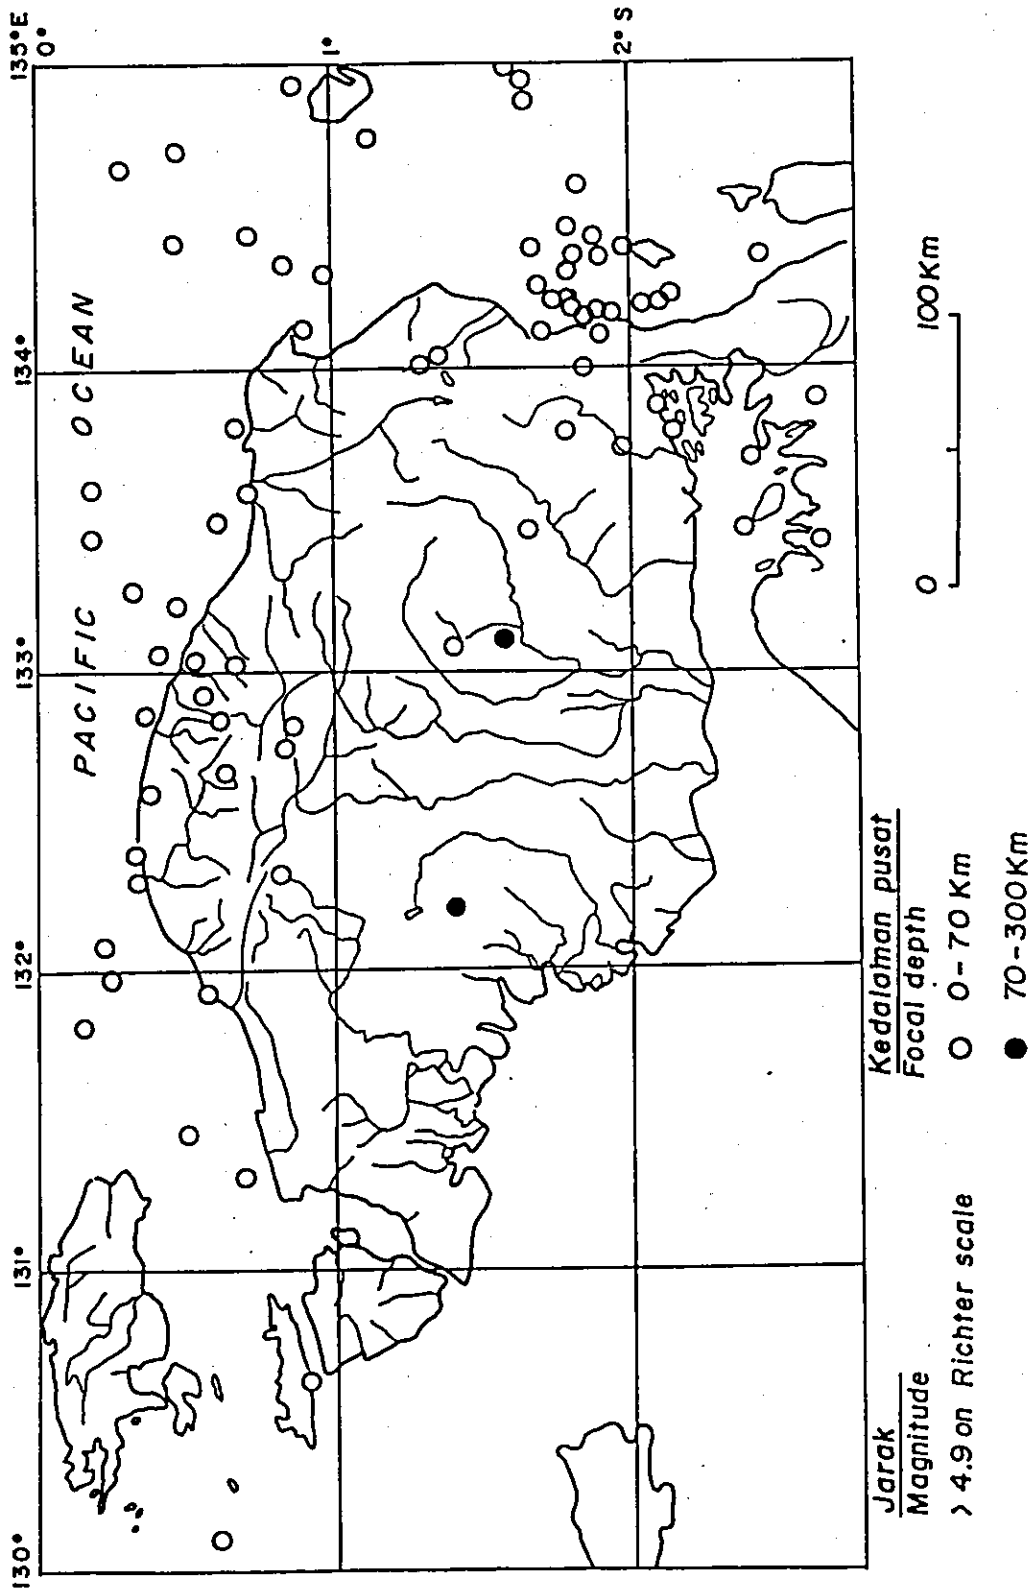 130°
131°
132°
133°
134°
135°E
0°
1°
2°S
PACIFIC OCEAN
Jarak
Magnitude
> 4.9 on Richter scale
Kedalaman pusat
Focal depth
0-70 Km
70-300Km
0 100Km